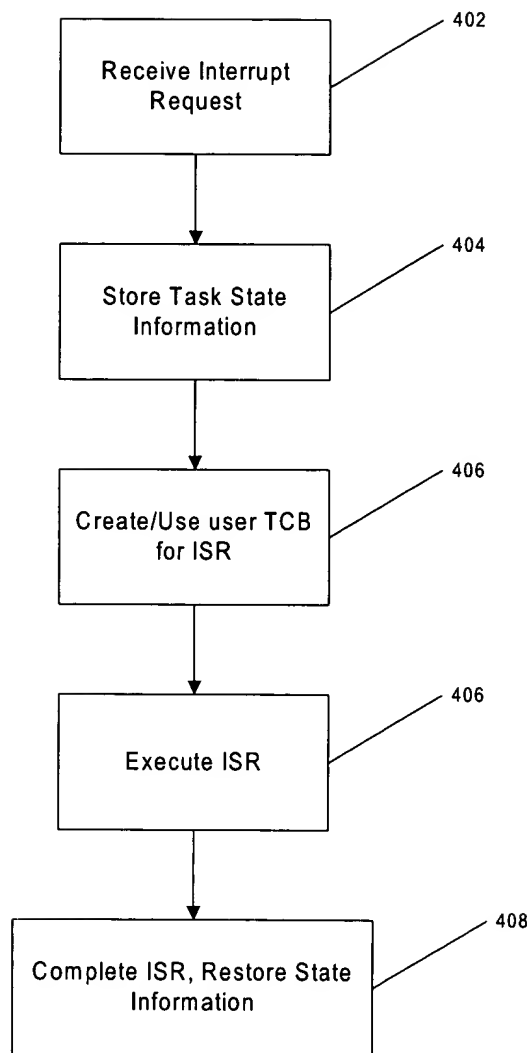 402
Receive Interrupt
Request
404
Store Task State
Information
406
Create/Use user TCB
for ISR
406
Execute ISR
408
Complete ISR, Restore State
Information